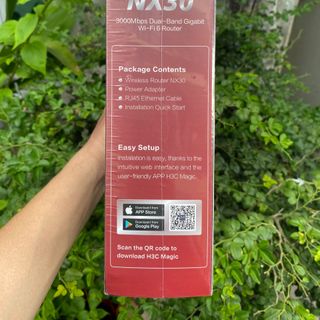 NX30
3000Mbps Dual-Band Gigabit
Wi-Fi 6 Router
Package Contents
Wireless Router NX30
Power Adapter
RJ45 Ethernet Cable
Installation Quick Start
Easy Setup
Installation is easy, thanks to the
intuitive web interface and the
user-friendly APP H3C Magic.
Download from
App Store
Download from
Google Play
Scan the QR code to
download H3C Magic